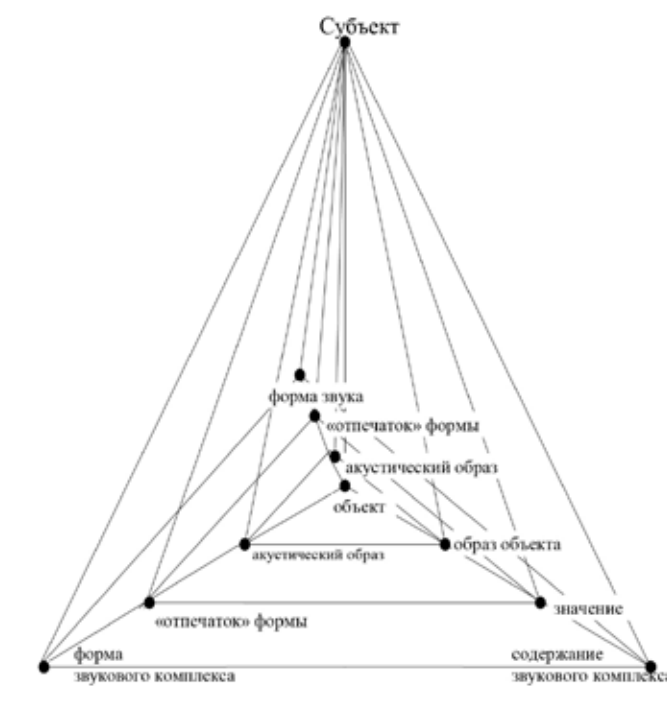 Субъект
форма звука
«отпечаток» формы
акустический образ
объект
акустический образ
образ объекта
«отпечаток» формы
значение
форма
звукового комплекса
содержание
звукового комплекса